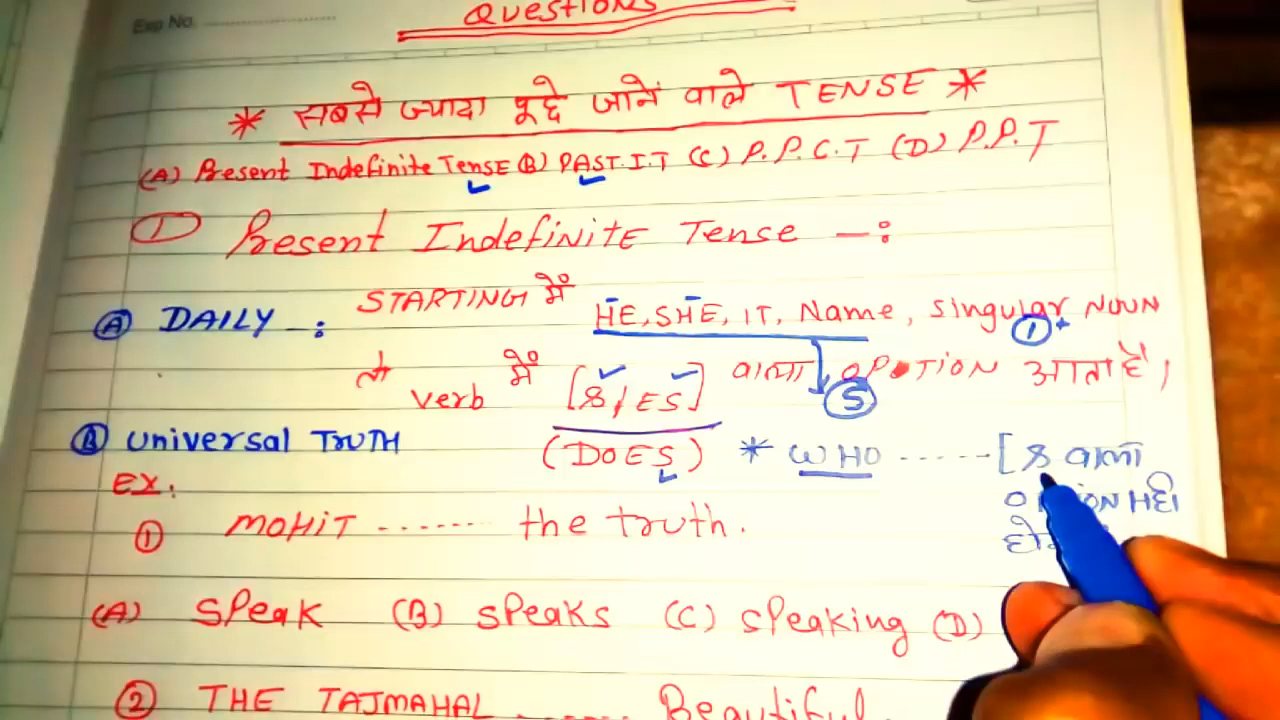 Exp No. ....................
Questions
* सबसे ज्यादा पूछे जाने वाले TENSE *
(A) Present Indefinite Tense (B) PAST. I.T (C) P.P.C.T (D) P.P.T
① Present Indefinite Tense -:
Ⓐ DAILY -: STARTING में HE, SHE, IT, Name, Singular NOUN
①
तो verb में [S/ES] वाला OPTION आता है।
Ⓢ
Ⓑ Universal TRUTH (DOES) * WHO ...... [S वाला
सही
EX.
① MOHIT ........ the truth.
(A) Speak (B) Speaks (C) Speaking (D)
② THE TAJMAHAL ....... Beautiful.